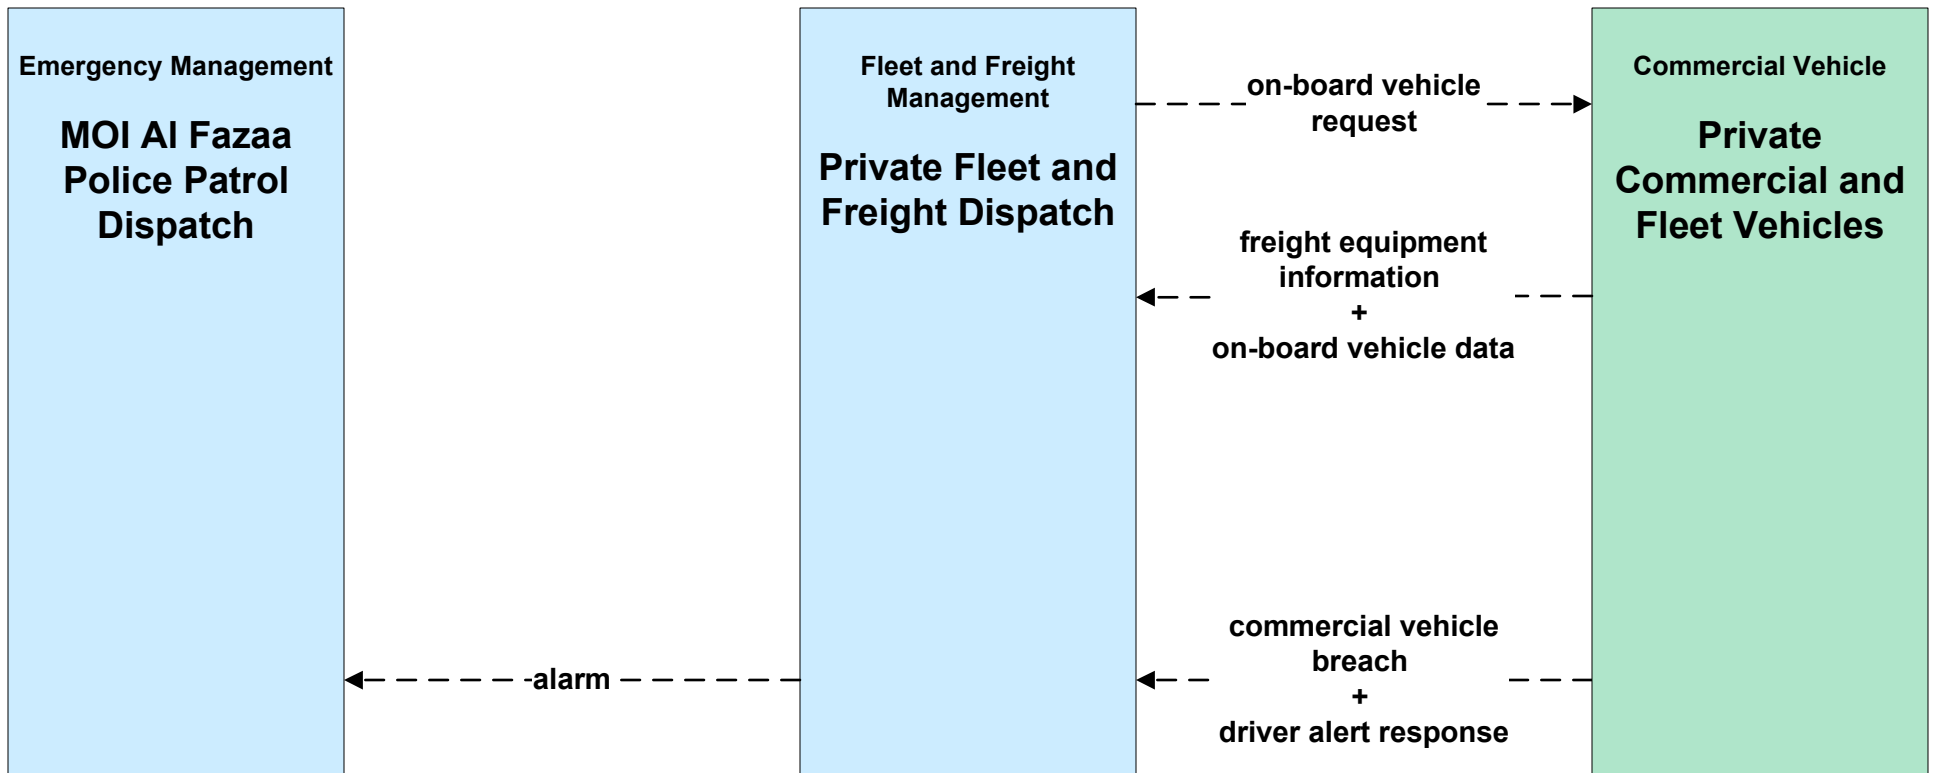 Emergency Management
MOI Al Fazaa
Police Patrol
Dispatch
Fleet and Freight
Management
Private Fleet and
Freight Dispatch
on-board vehicle
request
Commercial Vehicle
Private
Commercial and
Fleet Vehicles
freight equipment
information
+
on-board vehicle data
alarm
commercial vehicle
breach
+
driver alert response